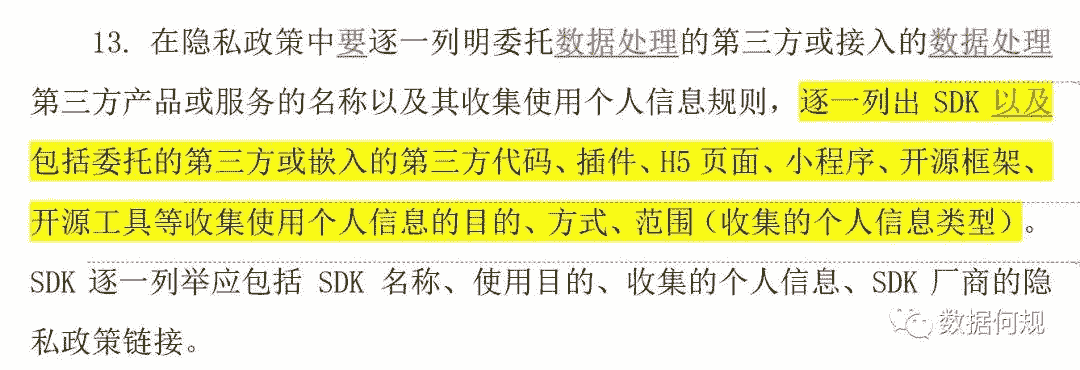 13. 在隐私政策中要逐一列明委托数据处理的第三方或接入的数据处理
第三方产品或服务的名称以及其收集使用个人信息规则，逐一列出 SDK 以及
包括委托的第三方或嵌入的第三方代码、插件、H5 页面、小程序、开源框架、
开源工具等收集使用个人信息的目的、方式、范围（收集的个人信息类型）。
SDK 逐一列举应包括 SDK 名称、使用目的、收集的个人信息、SDK 厂商的隐
私政策链接。
数据何规